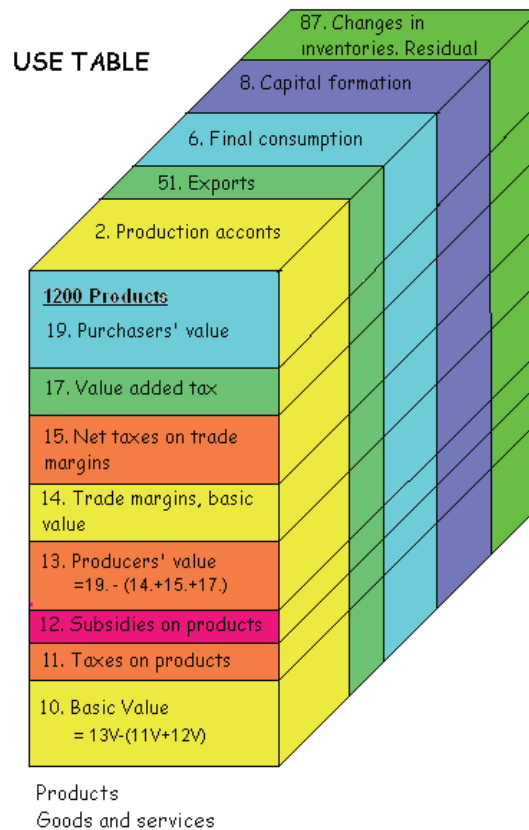 87. Changes in
inventories. Residual
USE TABLE
8. Capital formation
6. Final consumption
51. Exports
2. Production acconts
1200 Products
19. Purchasers' value
17. Value added tax
15. Net taxes on trade
margins
14. Trade margins, basic
value
13. Producers' value
=19. - (14.+15.+17.)
12. Subsidies on products
11. Taxes on products
10. Basic Value
= 13V-(11V+12V)
Products
Goods and services